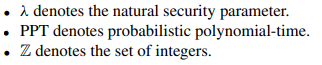 • λ denotes the natural security parameter.
• PPT denotes probabilistic polynomial-time.
• ℤ denotes the set of integers.